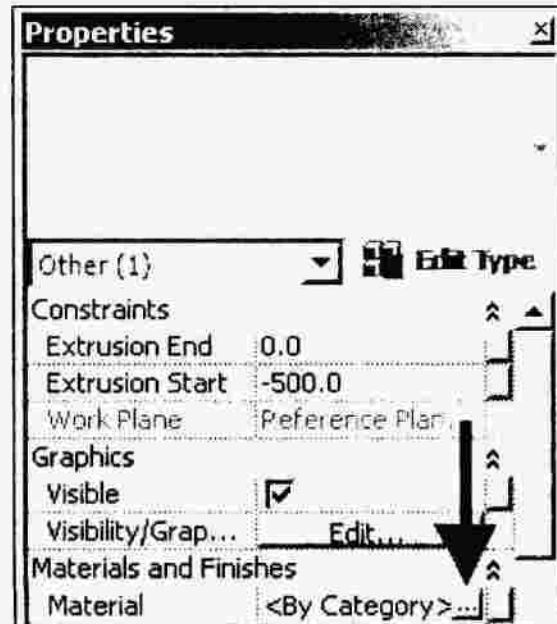 Properties
Other (1) Edit Type
Constraints
Extrusion End 0.0
Extrusion Start -500.0
Work Plane Peference Plan...
Graphics
Visible
Visibility/Grap... Edit...
Materials and Finishes
Material <By Category> ...